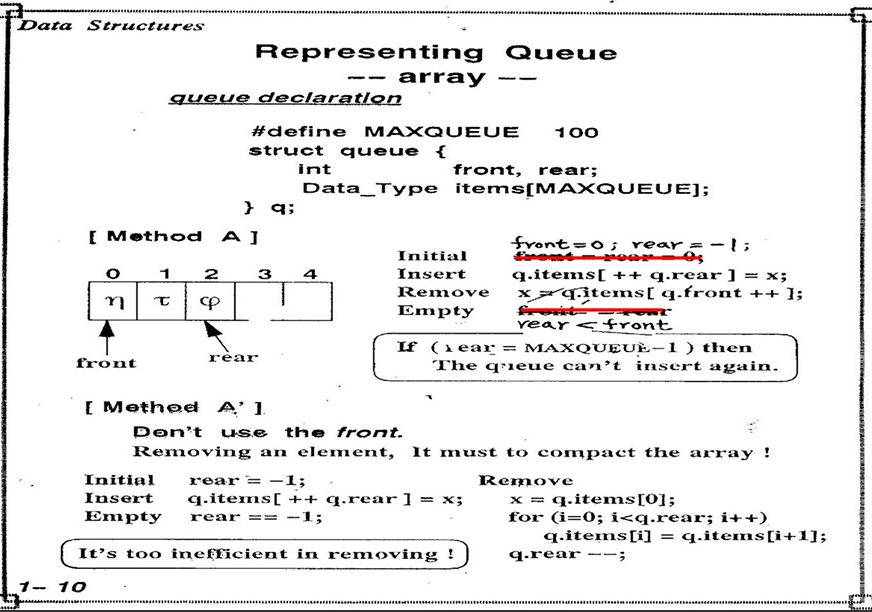 Data Structures
Representing Queue
-- array --
queue declaration
#define MAXQUEUE 100
struct queue {
int front, rear;
Data_Type items[MAXQUEUE];
} q;
[ Method A ]
0 1 2 3 4
η τ φ
front
rear
front=0; rear=-1;
Initial front = rear = 0;
Insert q.items[ ++ q.rear ] = x;
Remove x = q.items[ q.front ++ ];
Empty front = rear
rear < front
If ( rear = MAXQUEUE-1 ) then
The queue can't insert again.
[ Method A' ]
Don't use the front.
Removing an element, It must to compact the array !
Initial rear = -1;
Insert q.items[ ++ q.rear ] = x;
Empty rear == -1;
It's too inefficient in removing !
Remove
x = q.items[0];
for (i=0; i<q.rear; i++)
q.items[i] = q.items[i+1];
q.rear --;
1- 10